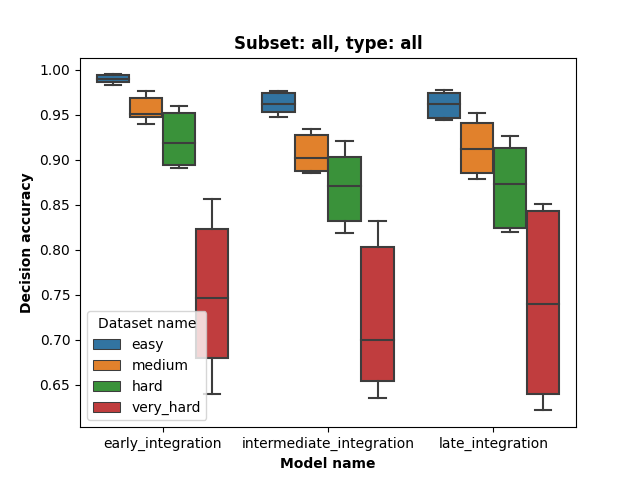 Subset: all, type: all
1.00
0.95
0.90
0.85
0.80
0.75
0.70
0.65
Decision accuracy
Dataset name
easy
medium
hard
very_hard
early_integration
intermediate_integration
late_integration
Model name